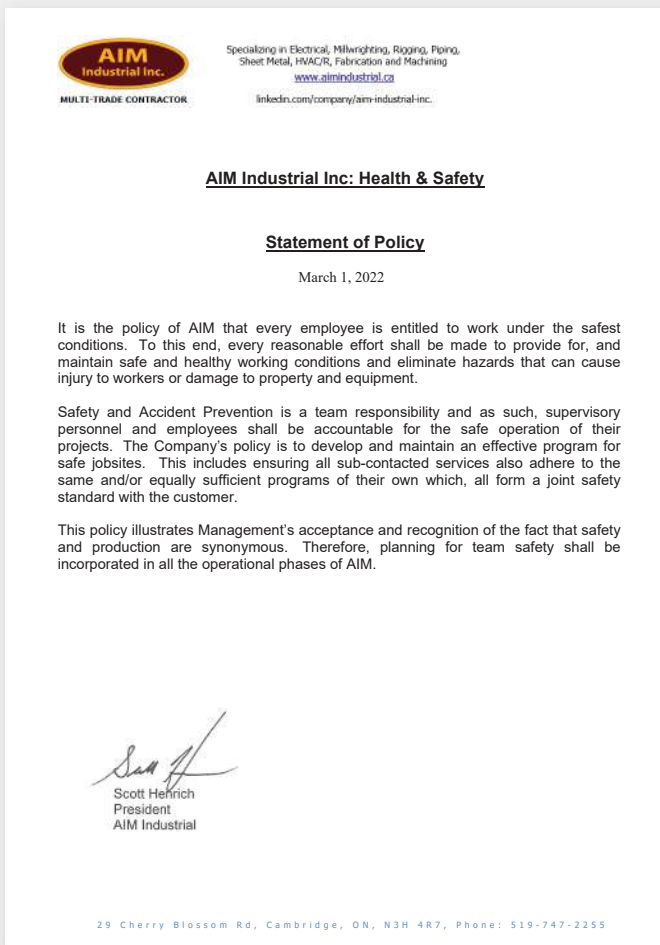 AIM
Industrial Inc.
MULTI-TRADE CONTRACTOR
Specializing in Electrical, Millwrighting, Rigging, Piping,
Sheet Metal, HVAC/R, Fabrication and Machining
www.aimindustrial.ca
linkedin.com/company/aim-industrial-inc.
AIM Industrial Inc: Health & Safety
Statement of Policy
March 1, 2022
It is the policy of AIM that every employee is entitled to work under the safest
conditions. To this end, every reasonable effort shall be made to provide for, and
maintain safe and healthy working conditions and eliminate hazards that can cause
injury to workers or damage to property and equipment.
Safety and Accident Prevention is a team responsibility and as such, supervisory
personnel and employees shall be accountable for the safe operation of their
projects. The Company's policy is to develop and maintain an effective program for
safe jobsites. This includes ensuring all sub-contacted services also adhere to the
same and/or equally sufficient programs of their own which, all form a joint safety
standard with the customer.
This policy illustrates Management's acceptance and recognition of the fact that safety
and production are synonymous. Therefore, planning for team safety shall be
incorporated in all the operational phases of AIM.
Scott Henrich
President
AIM Industrial
29 Cherry Blossom Rd, Cambridge, ON, N3H 4R7, Phone: 519-747-2255